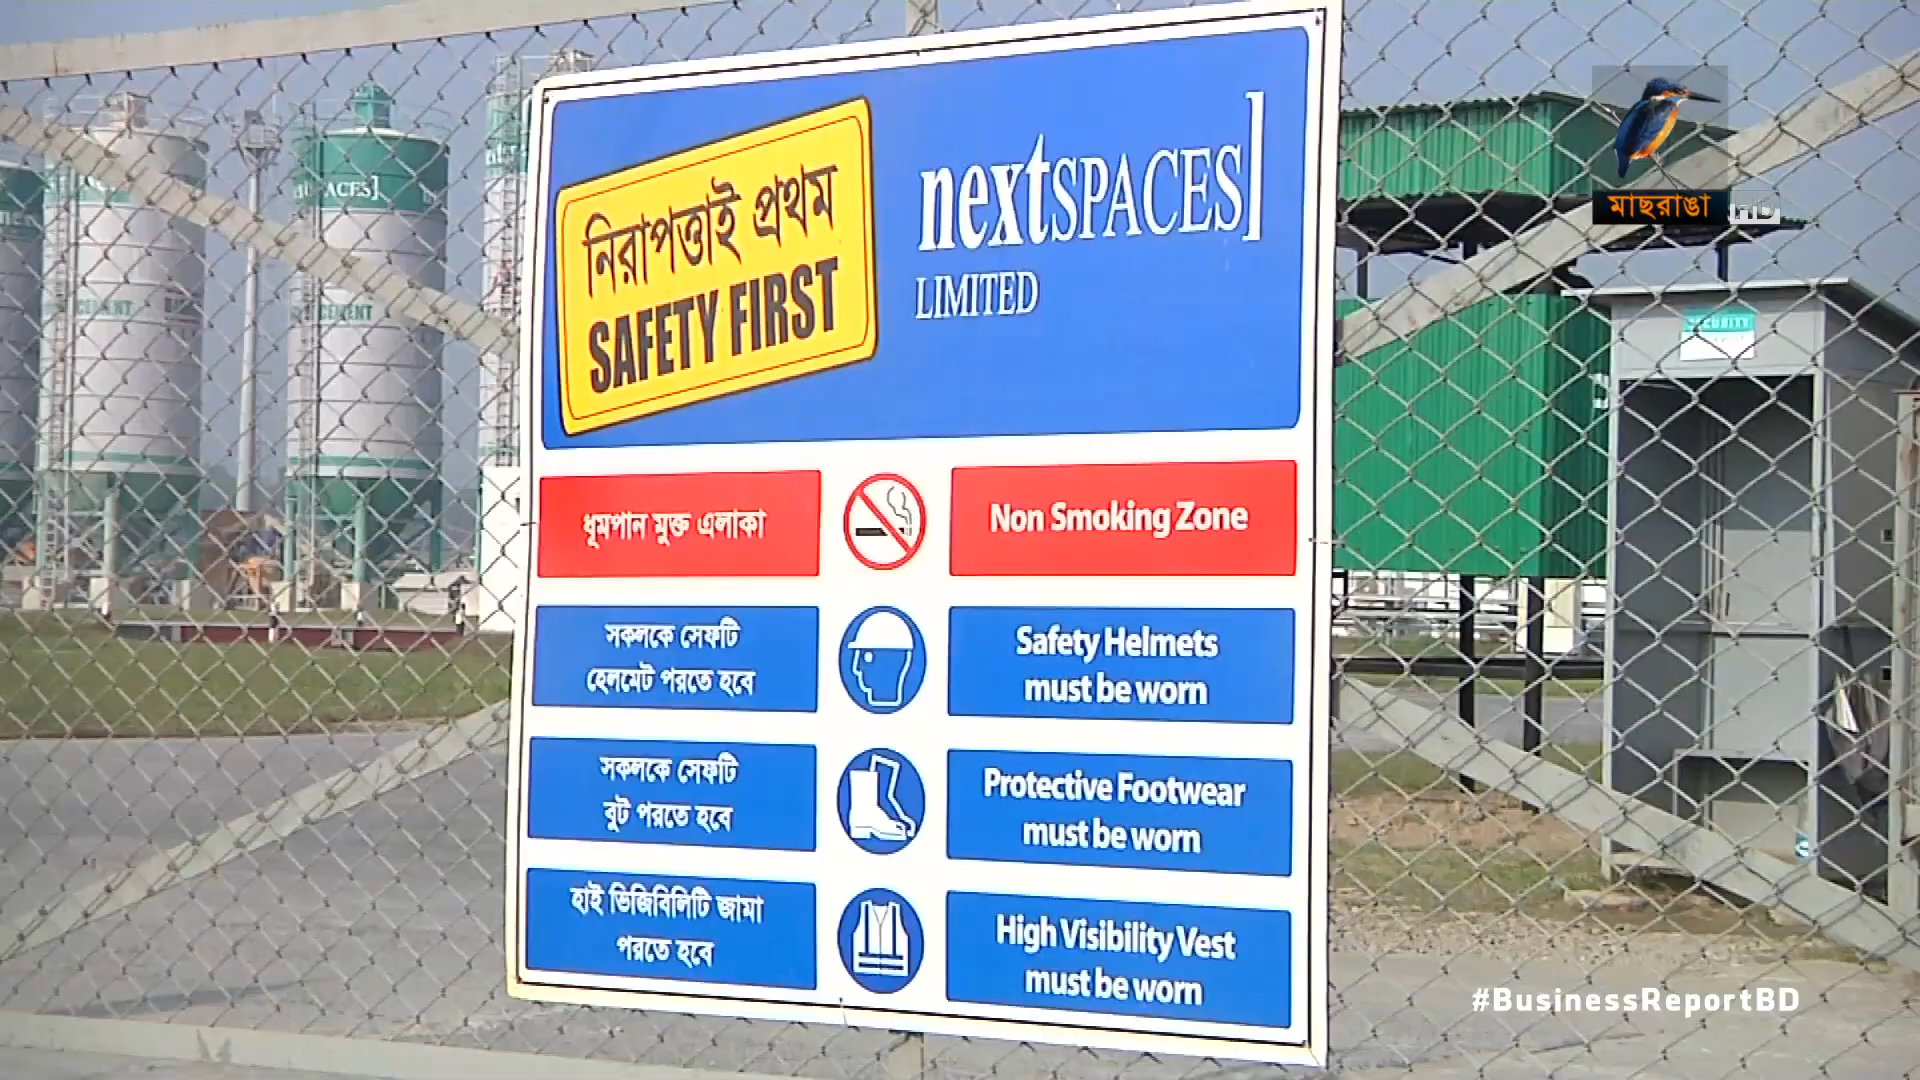 নিরাপত্তাই প্রথম
SAFETY FIRST
nextSPACES]
LIMITED
ধূমপান মুক্ত এলাকা
Non Smoking Zone
সকলকে সেফটি
হেলমেট পরতে হবে
Safety Helmets
must be worn
সকলকে সেফটি
বুট পরতে হবে
Protective Footwear
must be worn
হাই ভিজিবিলিটি জামা
পরতে হবে
High Visibility Vest
must be worn
মাছরাঙা
HD
SECURITY
CEMENT
#BusinessReportBD